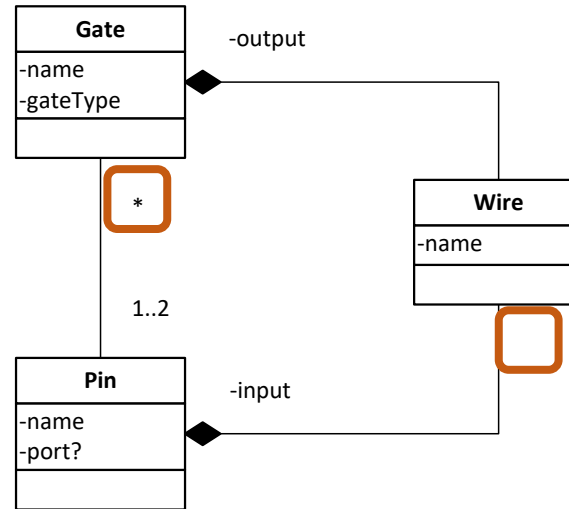 Gate
-output
-name
-gateType
*
Wire
-name
1..2
Pin
-input
-name
-port?